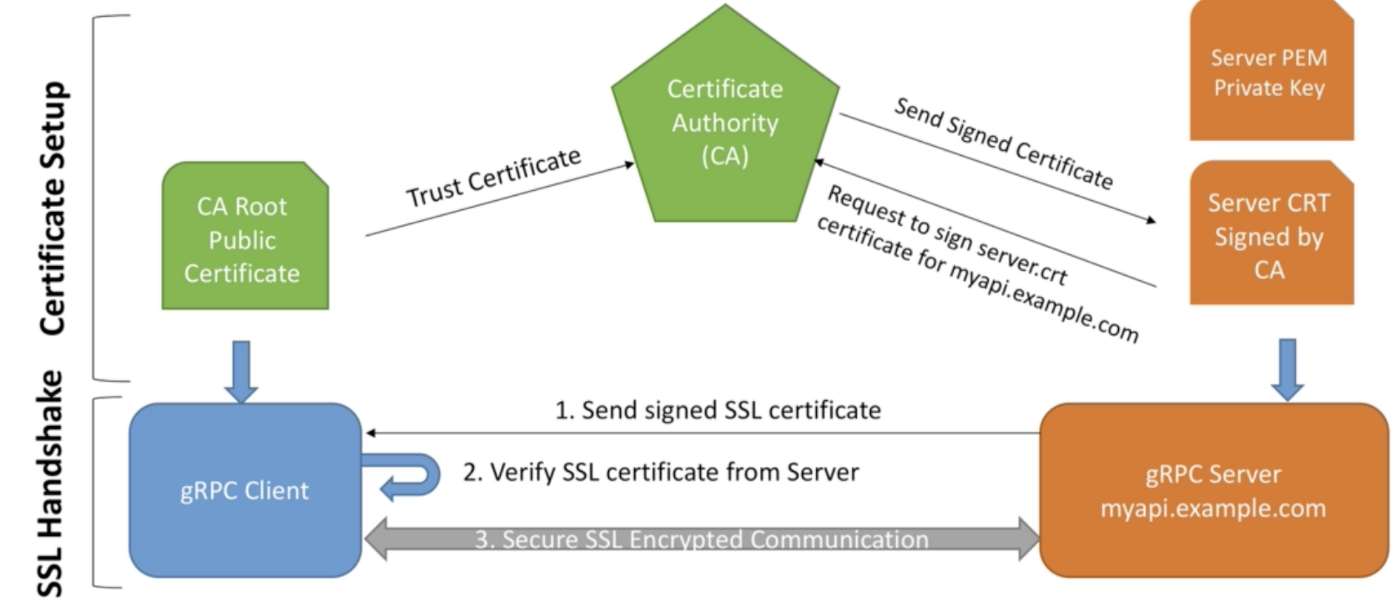 Certificate Setup
SSL Handshake
CA Root
Public
Certificate
Trust Certificate
Certificate
Authority
(CA)
Send Signed Certificate
Request to sign server.crt
certificate for myapi.example.com
Server PEM
Private Key
Server CRT
Signed by
CA
gRPC Client
1. Send signed SSL certificate
2. Verify SSL certificate from Server
3. Secure SSL Encrypted Communication
gRPC Server
myapi.example.com